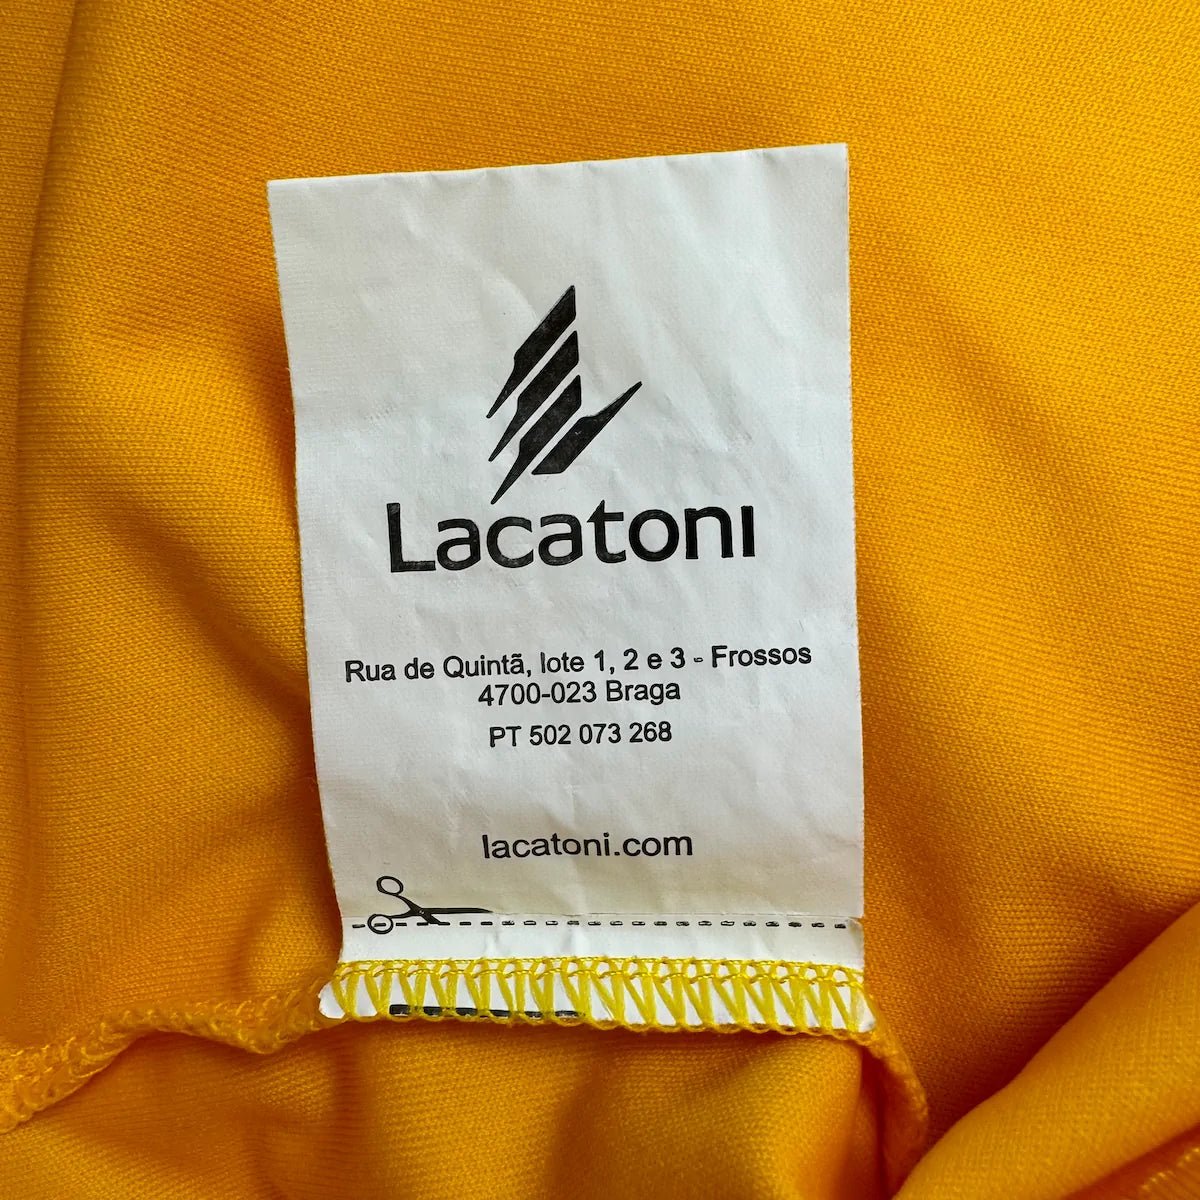 Lacatoni
Rua de Quintã, lote 1, 2 e 3 - Frossos
4700-023 Braga
PT 502 073 268
lacatoni.com